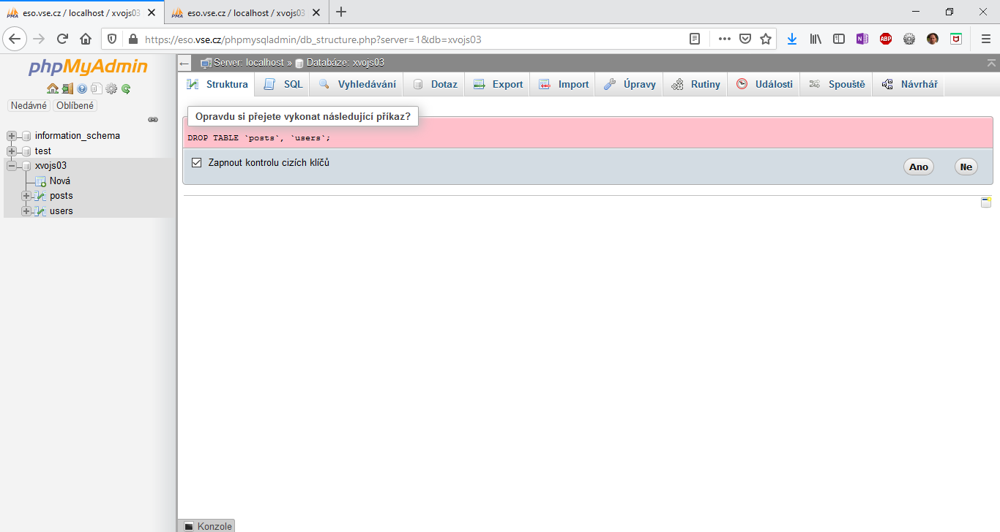 eso.vse.cz / localhost / xvojs03
eso.vse.cz / localhost / xvojs03
https://eso.vse.cz/phpmysqladmin/db_structure.php?server=1&db=xvojs03
ABP
phpMyAdmin
Nedávné Oblíbené
information_schema
test
xvojs03
Nová
posts
users
Server: localhost » Databáze: xvojs03
Struktura SQL Vyhledávání Dotaz Export Import Úpravy Rutiny Události Spouště Návrhář
Opravdu si přejete vykonat následující příkaz?
DROP TABLE `posts`, `users`;
Zapnout kontrolu cizích klíčů
Ano Ne
Konzole